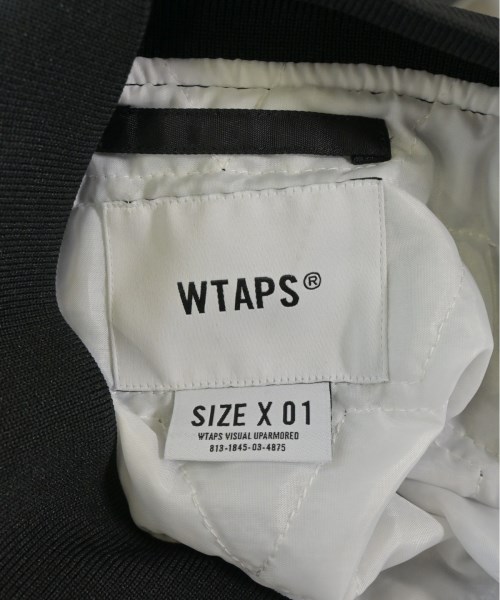 WTAPS®
SIZE X 01
WTAPS VISUAL UPARMORED
813-1845-03-4875